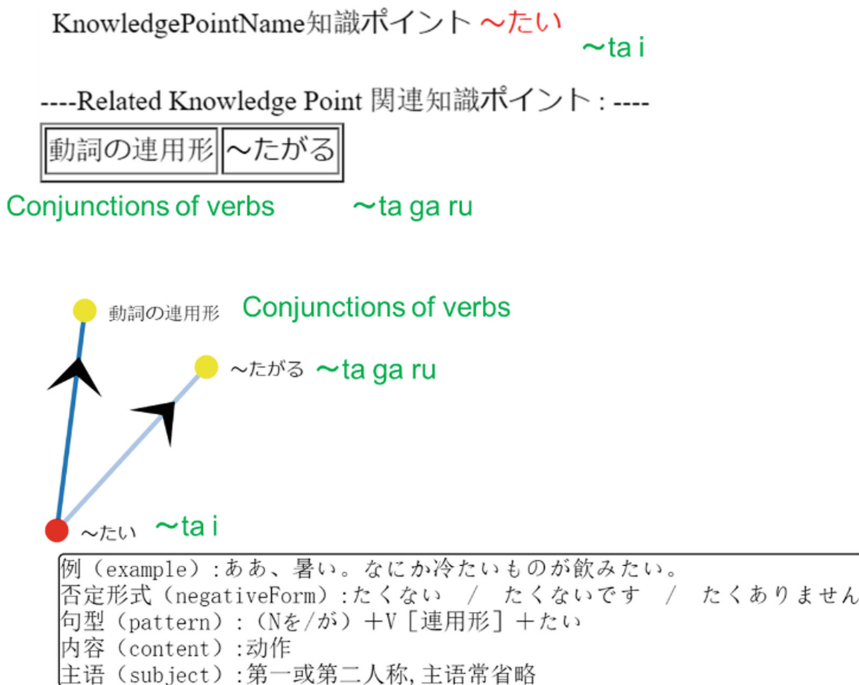 KnowledgePointName知識ポイント ～たい
～ta i
----Related Knowledge Point 関連知識ポイント : ----
動詞の連用形 ～たがる
Conjunctions of verbs ～ta ga ru
動詞の連用形 Conjunctions of verbs
～たがる ～ta ga ru
～たい ～ta i
例（example）:ああ、暑い。なにか冷たいものが飲みたい。
否定形式（negativeForm）:たくない / たくないです / たくありません
句型（pattern）:（Nを/が）＋V［連用形］＋たい
内容（content）:动作
主语（subject）:第一或第二人称,主语常省略